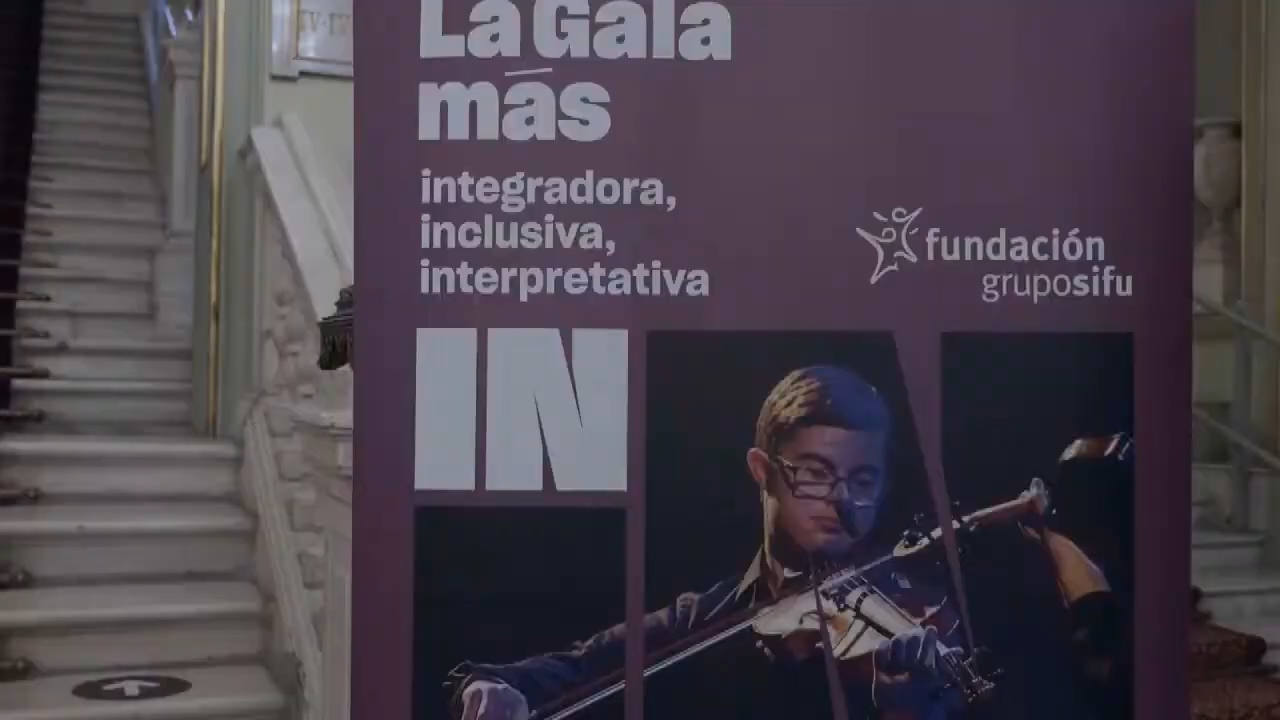 La Gala
más
integradora,
inclusiva,
interpretativa
fundación
gruposifu
IN